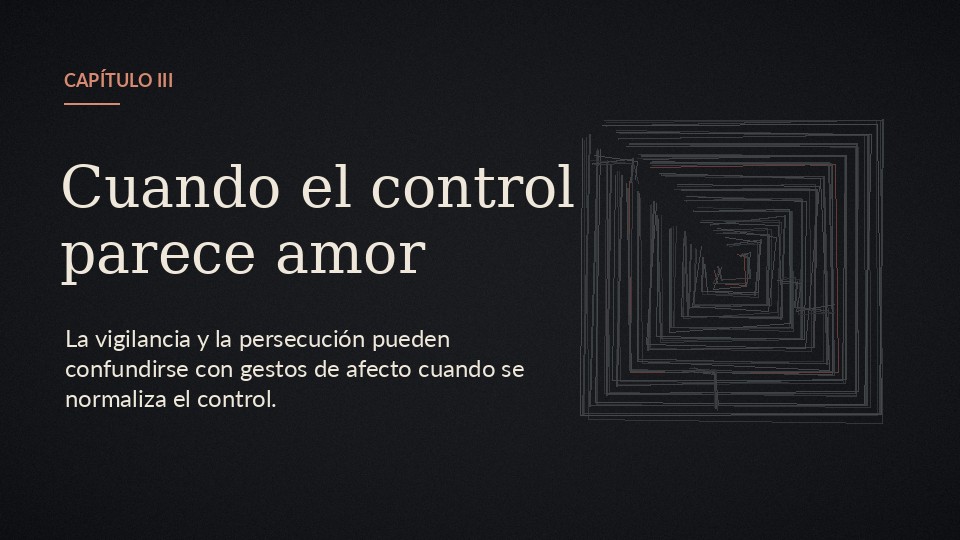 CAPÍTULO III
Cuando el control
parece amor
La vigilancia y la persecución pueden
confundirse con gestos de afecto cuando se
normaliza el control.